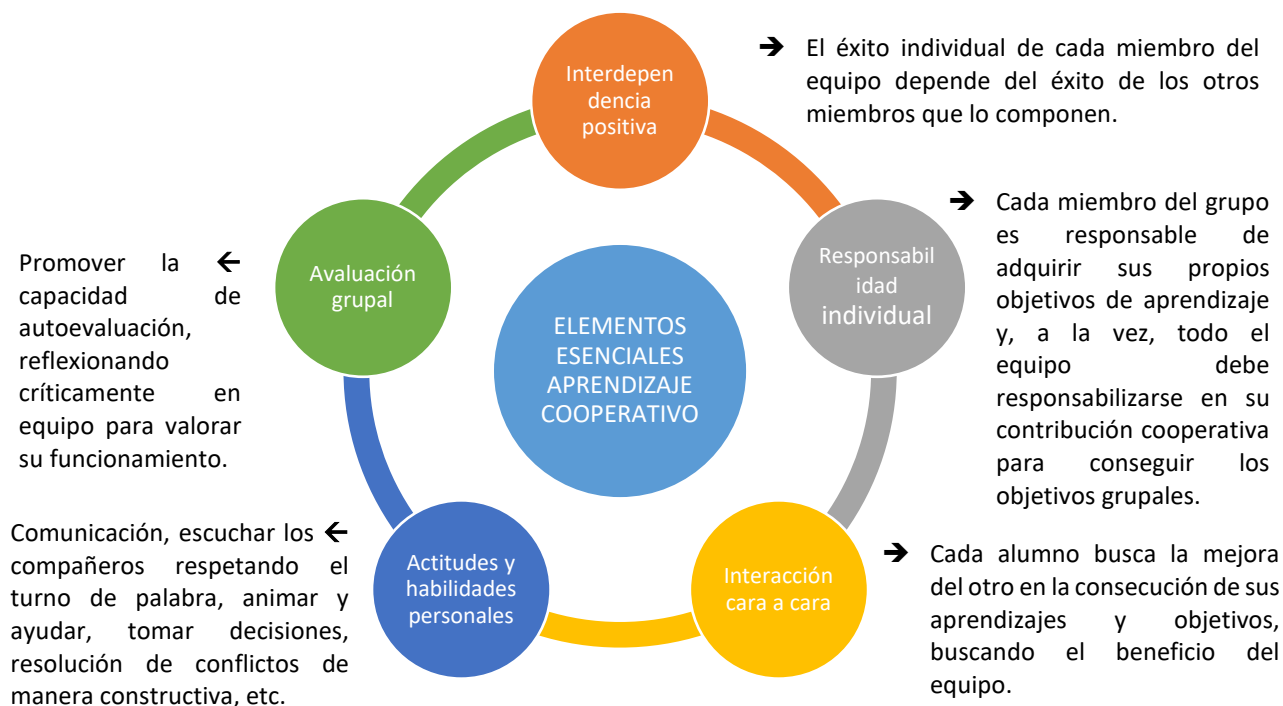 Interdepen
dencia
positiva
➔ El éxito individual de cada miembro del
equipo depende del éxito de los otros
miembros que lo componen.
Responsabil
idad
individual
➔ Cada miembro del grupo
es responsable de
adquirir sus propios
objetivos de aprendizaje
y, a la vez, todo el
equipo debe
responsabilizarse en su
contribución cooperativa
para conseguir los
objetivos grupales.
Interacción
cara a cara
➔ Cada alumno busca la mejora
del otro en la consecución de sus
aprendizajes y objetivos,
buscando el beneficio del
equipo.
Actitudes y
habilidades
personales
Comunicación, escuchar los 🡨
compañeros respetando el
turno de palabra, animar y
ayudar, tomar decisiones,
resolución de conflictos de
manera constructiva, etc.
Avaluación
grupal
Promover la 🡨
capacidad de
autoevaluación,
reflexionando
críticamente en
equipo para valorar
su funcionamiento.
ELEMENTOS
ESENCIALES
APRENDIZAJE
COOPERATIVO